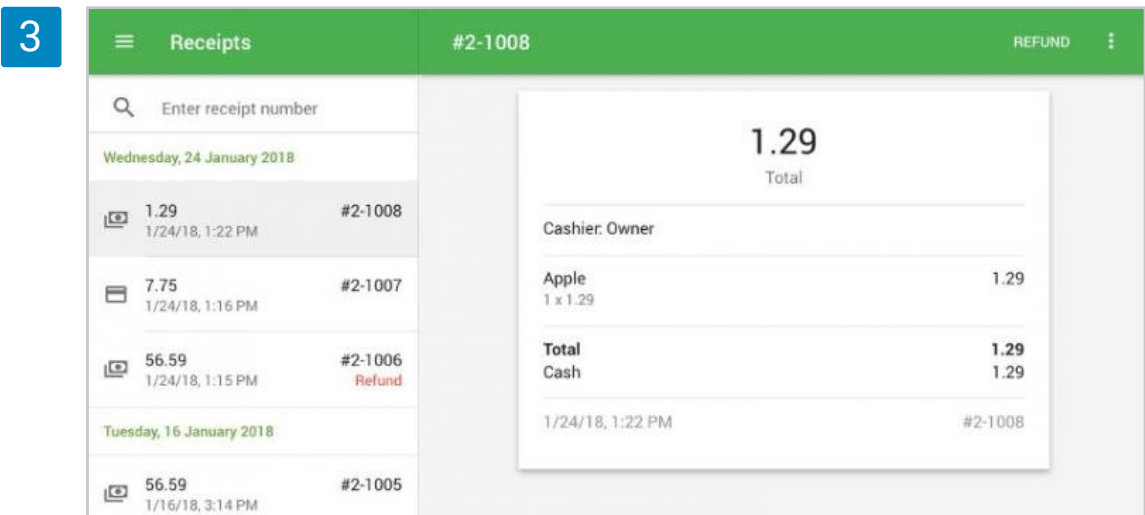 3
Receipts
#2-1008
REFUND
Enter receipt number
Wednesday, 24 January 2018
1.29 #2-1008
1/24/18, 1:22 PM
7.75 #2-1007
1/24/18, 1:16 PM
56.59 #2-1006
1/24/18, 1:15 PM Refund
Tuesday, 16 January 2018
56.59 #2-1005
1/16/18, 3:14 PM
1.29
Total
Cashier: Owner
Apple 1.29
1 x 1.29
Total 1.29
Cash 1.29
1/24/18, 1:22 PM #2-1008